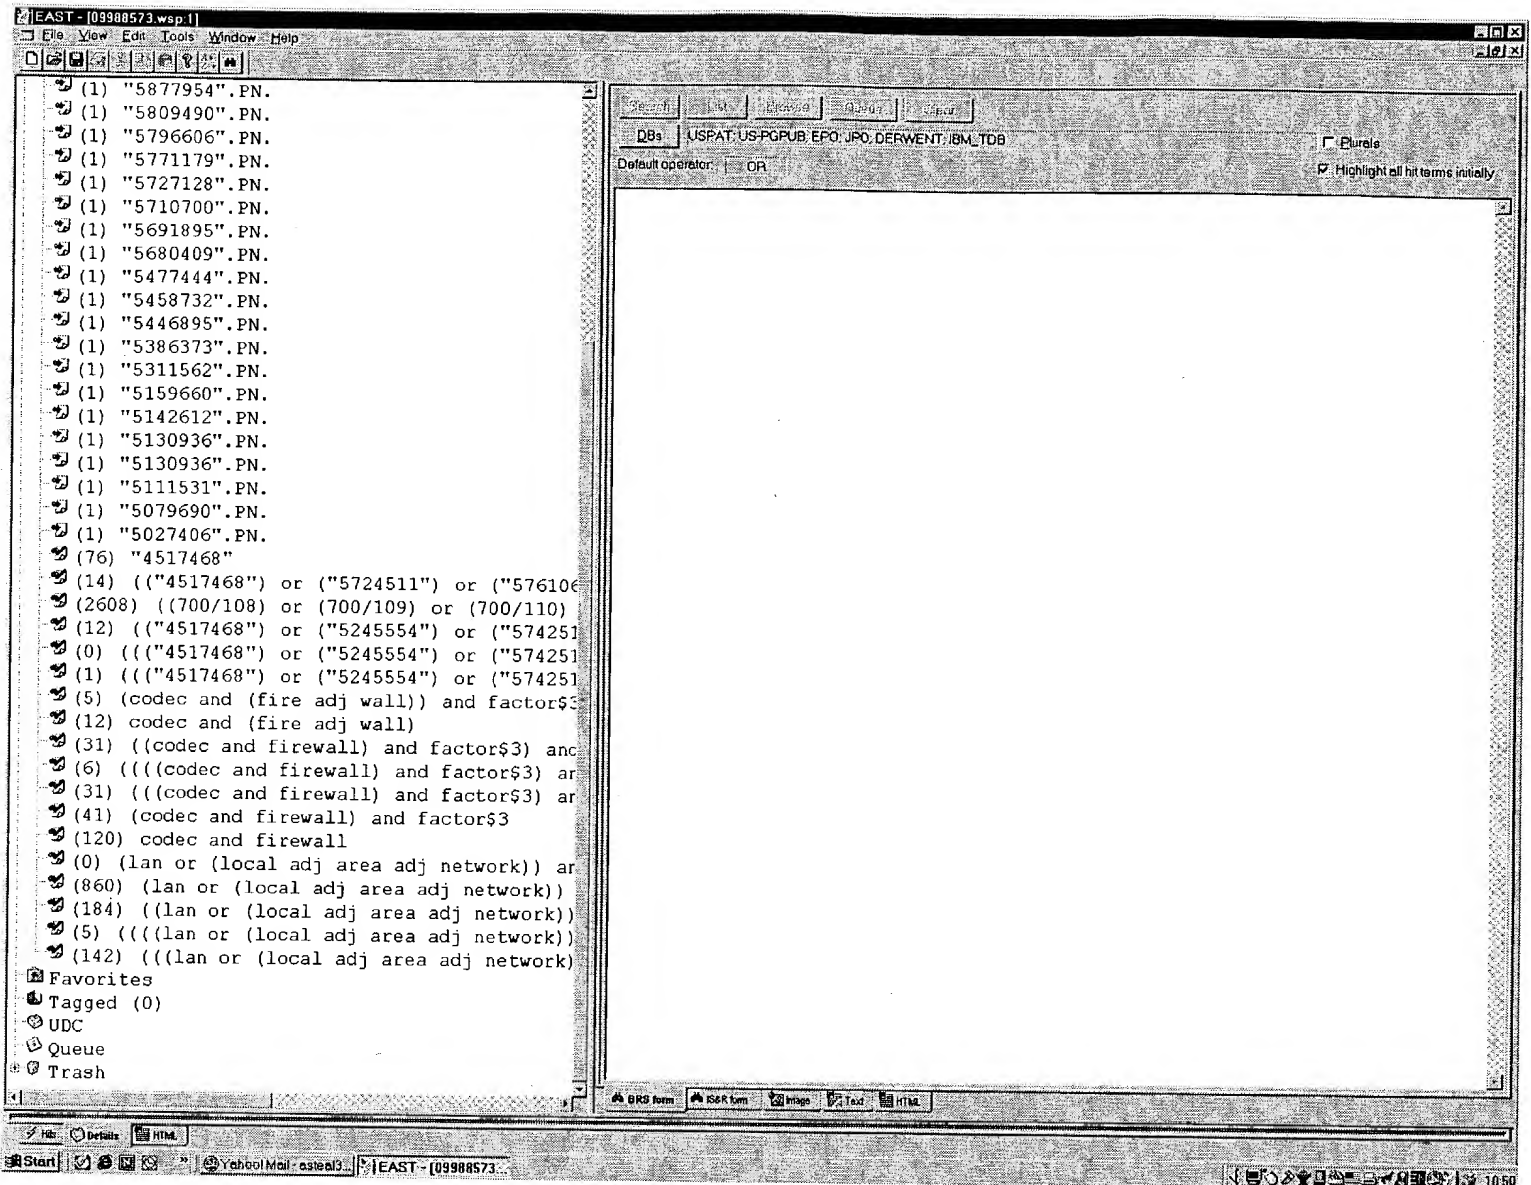 EAST - [09988573.wsp:1]
File View Edit Tools Window Help
(1) "5877954".PN.
(1) "5809490".PN.
(1) "5796606".PN.
(1) "5771179".PN.
(1) "5727128".PN.
(1) "5710700".PN.
(1) "5691895".PN.
(1) "5680409".PN.
(1) "5477444".PN.
(1) "5458732".PN.
(1) "5446895".PN.
(1) "5386373".PN.
(1) "5311562".PN.
(1) "5159660".PN.
(1) "5142612".PN.
(1) "5130936".PN.
(1) "5130936".PN.
(1) "5111531".PN.
(1) "5079690".PN.
(1) "5027406".PN.
(76) "4517468"
(14) (("4517468") or ("5724511") or ("576106
(2608) ((700/108) or (700/109) or (700/110)
(12) (("4517468") or ("5245554") or ("574251
(0) ((("4517468") or ("5245554") or ("574251
(1) ((("4517468") or ("5245554") or ("574251
(5) (codec and (fire adj wall)) and factor$3
(12) codec and (fire adj wall)
(31) ((codec and firewall) and factor$3) and
(6) ((((codec and firewall) and factor$3) an
(31) (((codec and firewall) and factor$3) an
(41) (codec and firewall) and factor$3
(120) codec and firewall
(0) (lan or (local adj area adj network)) an
(860) (lan or (local adj area adj network))
(184) ((lan or (local adj area adj network))
(5) ((((lan or (local adj area adj network))
(142) (((lan or (local adj area adj network)
Favorites
Tagged (0)
UDC
Queue
Trash
Search List Browse Queue Clear
DBs USPAT; US-PGPUB; EPO; JPO; DERWENT; IBM_TDB
Plurals
Default operator: OR
Highlight all hit terms initially
BRS form IS&R form Image Text HTML
Hits Details HTML
Start Yahoo! Mail - asteal3... EAST - [09988573... 10:50